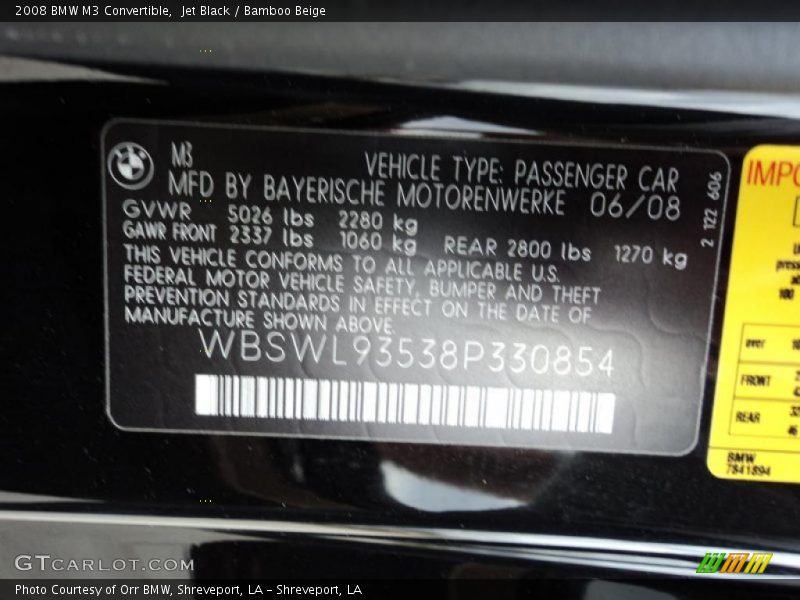 2008 BMW M3 Convertible,  Jet Black / Bamboo Beige
M3
VEHICLE TYPE: PASSENGER CAR
MFD BY BAYERISCHE MOTORENWERKE 06/08
GVWR 5026 lbs 2280 kg
GAWR FRONT 2337 lbs 1060 kg REAR 2800 lbs 1270 kg
THIS VEHICLE CONFORMS TO ALL APPLICABLE U.S.
FEDERAL MOTOR VEHICLE SAFETY, BUMPER AND THEFT
PREVENTION STANDARDS IN EFFECT ON THE DATE OF
MANUFACTURE SHOWN ABOVE.
WBSWL93538P330854
2 122 606
FRONT
REAR
BMW
7841894
GTcarlot.com
Photo Courtesy of Orr BMW, Shreveport, LA - Shreveport, LA